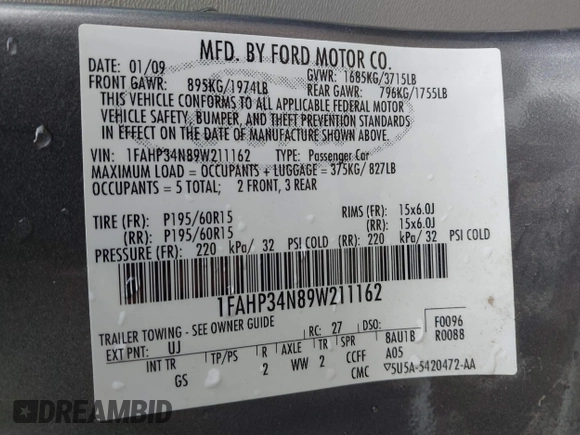 MFD. BY FORD MOTOR CO.
DATE: 01/09 GVWR: 1685KG/3715LB
FRONT GAWR: 895KG/1974LB REAR GAWR: 796KG/1755LB
THIS VEHICLE CONFORMS TO ALL APPLICABLE FEDERAL MOTOR
VEHICLE SAFETY, BUMPER, AND THEFT PREVENTION STANDARDS
IN EFFECT ON THE DATE OF MANUFACTURE SHOWN ABOVE.
VIN: 1FAHP34N89W211162 TYPE: Passenger Car
MAXIMUM LOAD = OCCUPANTS + LUGGAGE = 375KG/ 827LB
OCCUPANTS = 5 TOTAL; 2 FRONT, 3 REAR
TIRE (FR): P195/60R15 RIMS (FR): 15x6.0J
(RR): P195/60R15 (RR): 15x6.0J
PRESSURE (FR): 220 kPa/ 32 PSI COLD (RR): 220 kPa/ 32 PSI COLD
1FAHP34N89W211162
TRAILER TOWING - SEE OWNER GUIDE
EXT PNT: UJ RC: 27 DSO: F0096
INT TR TP/PS R AXLE TR SPR 8AU1B R0088
GS 2 WW 2 CCFF A05
CMC 5U5A-5420472-AA
DREAMBID